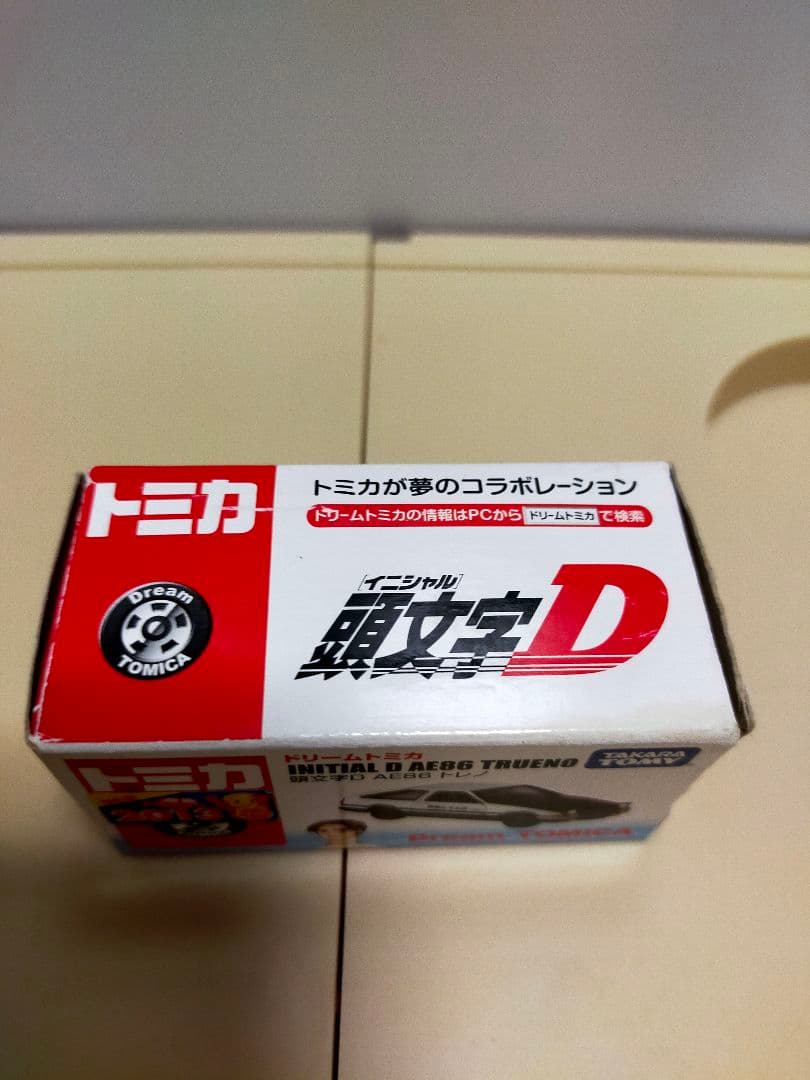 トミカ
Dream
TOMICA
トミカが夢のコラボレーション
ドリームトミカの情報はPCから ドリームトミカ で検索
[イニシャル]
頭文字D
トミカ
ドリームトミカ
INITIAL D AE86 TRUENO
頭文字D AE86 トレノ
TAKARA
TOMY
Dream TOMICA